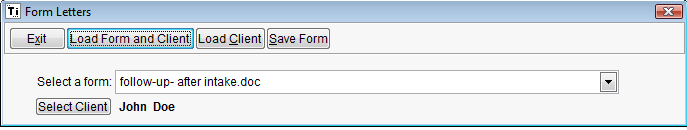 Ti Form Letters
Exit Load Form and Client Load Client Save Form
Select a form: follow-up- after intake.doc
Select Client John Doe